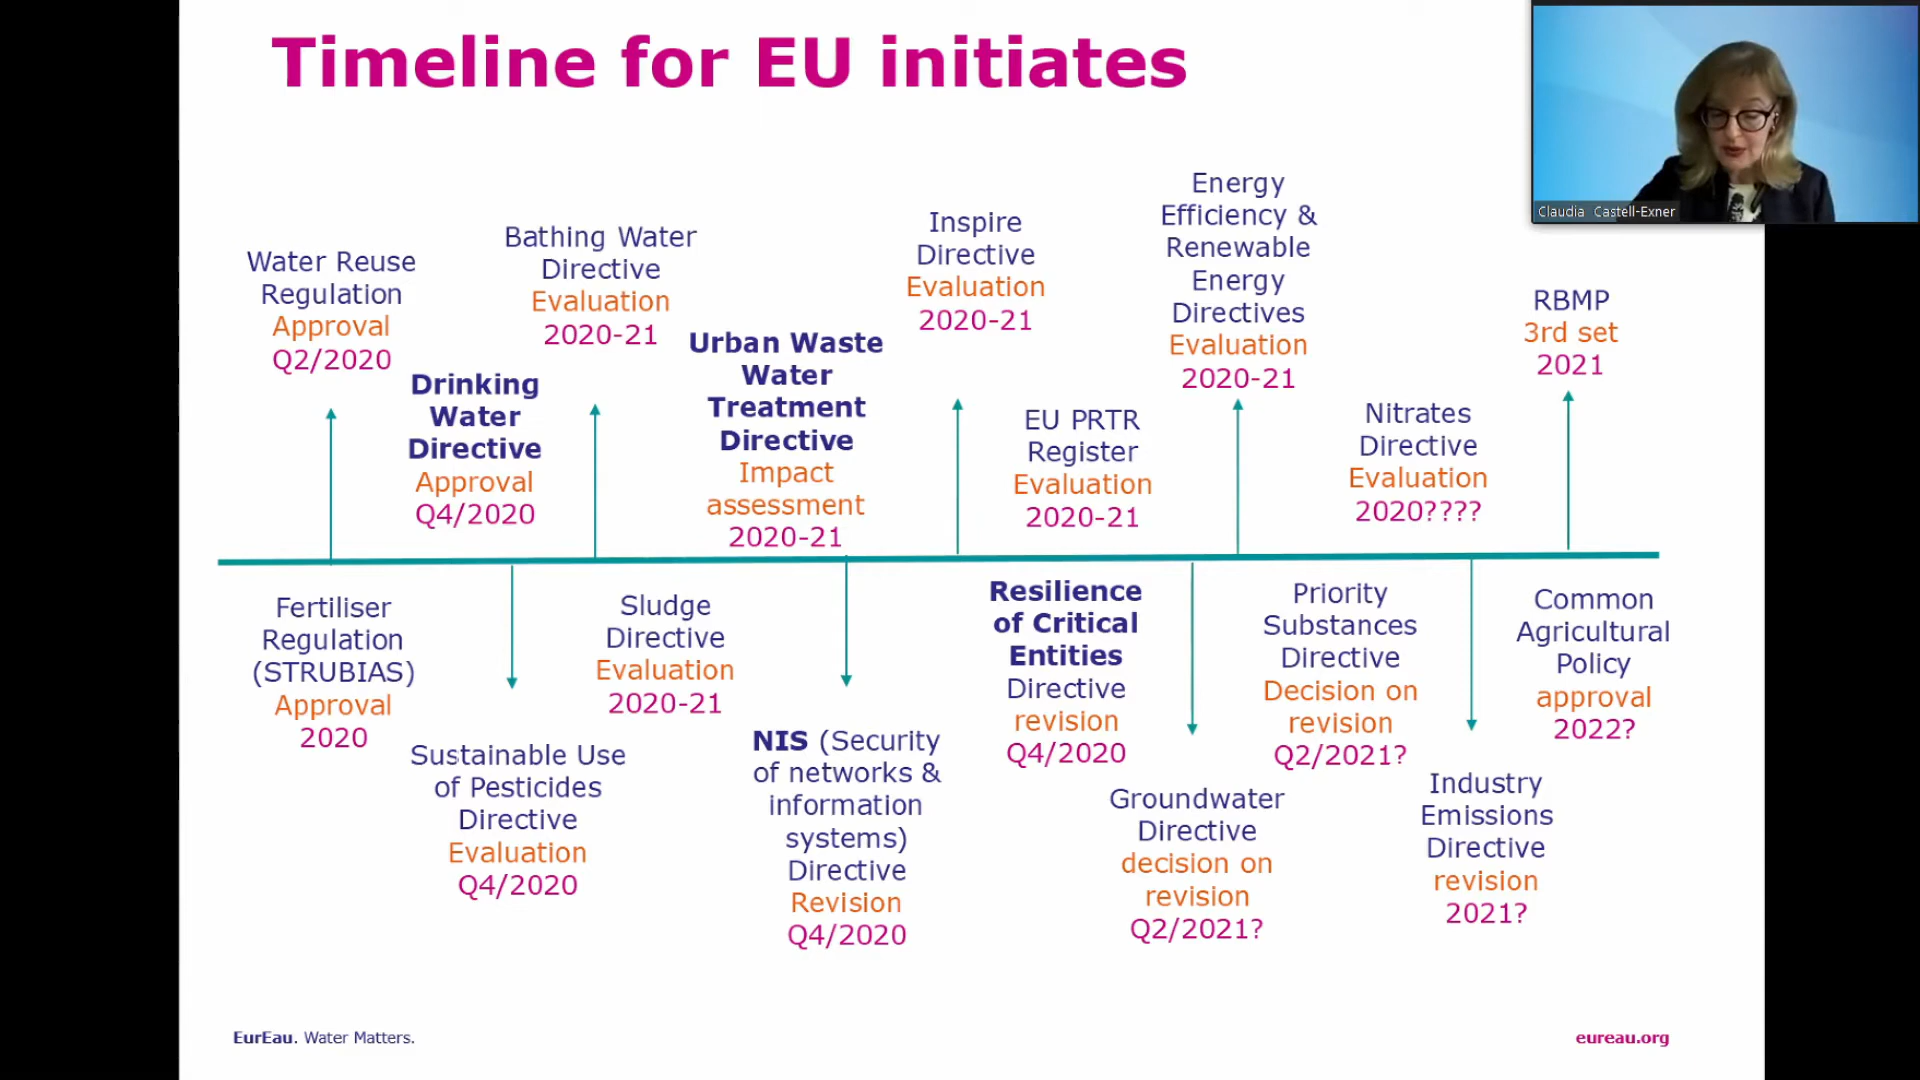 Timeline for EU initiates
Claudia Castell-Exner
Water Reuse
Regulation
Approval
Q2/2020
Drinking
Water
Directive
Approval
Q4/2020
Bathing Water
Directive
Evaluation
2020-21
Urban Waste
Water
Treatment
Directive
Impact
assessment
2020-21
Inspire
Directive
Evaluation
2020-21
EU PRTR
Register
Evaluation
2020-21
Energy
Efficiency &
Renewable
Energy
Directives
Evaluation
2020-21
Nitrates
Directive
Evaluation
2020????
RBMP
3rd set
2021
Fertiliser
Regulation
(STRUBIAS)
Approval
2020
Sustainable Use
of Pesticides
Directive
Evaluation
Q4/2020
Sludge
Directive
Evaluation
2020-21
NIS (Security
of networks &
information
systems)
Directive
Revision
Q4/2020
Resilience
of Critical
Entities
Directive
revision
Q4/2020
Groundwater
Directive
decision on
revision
Q2/2021?
Priority
Substances
Directive
Decision on
revision
Q2/2021?
Industry
Emissions
Directive
revision
2021?
Common
Agricultural
Policy
approval
2022?
EurEau. Water Matters.
eureau.org